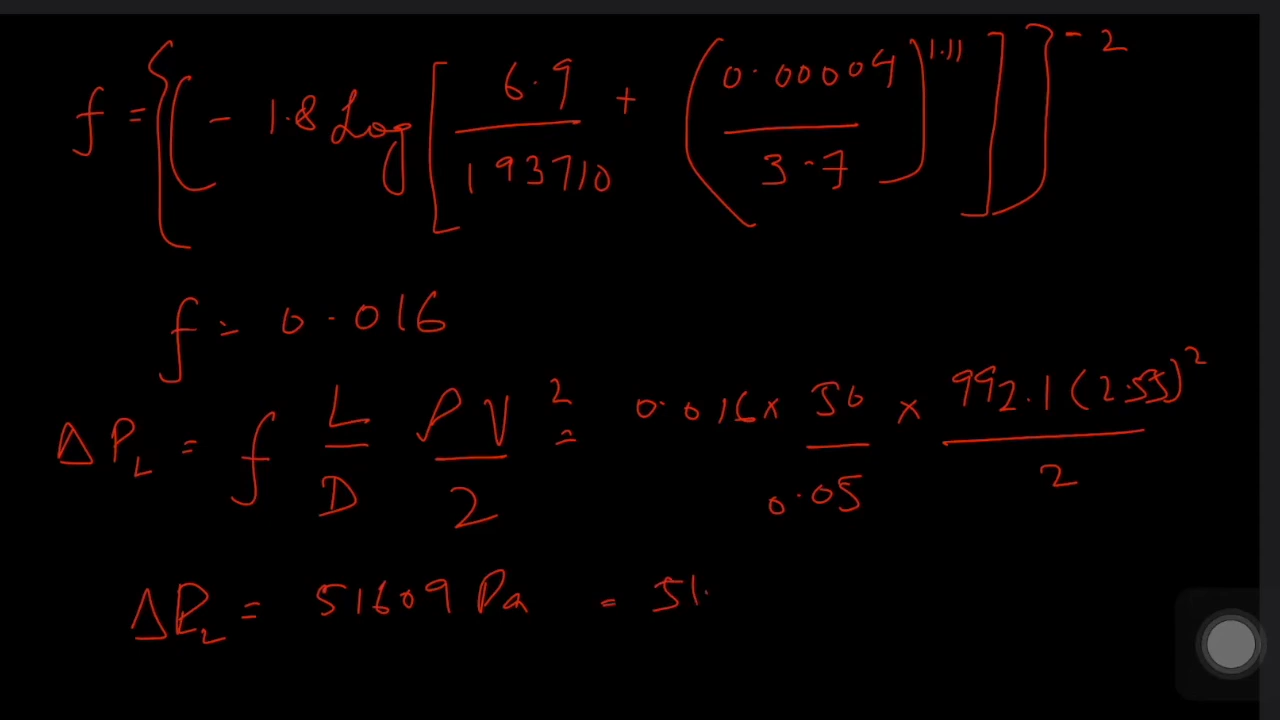 f = {(- 1.8 Log [6.9/193710 + (0.00004/3.7)^1.11]]}^-2
f = 0.016
ΔP_L = f L/D ρV²/2 = 0.016 × 50/0.05 × 992.1(2.55)²/2
ΔP_L = 51609 Pa = 51.